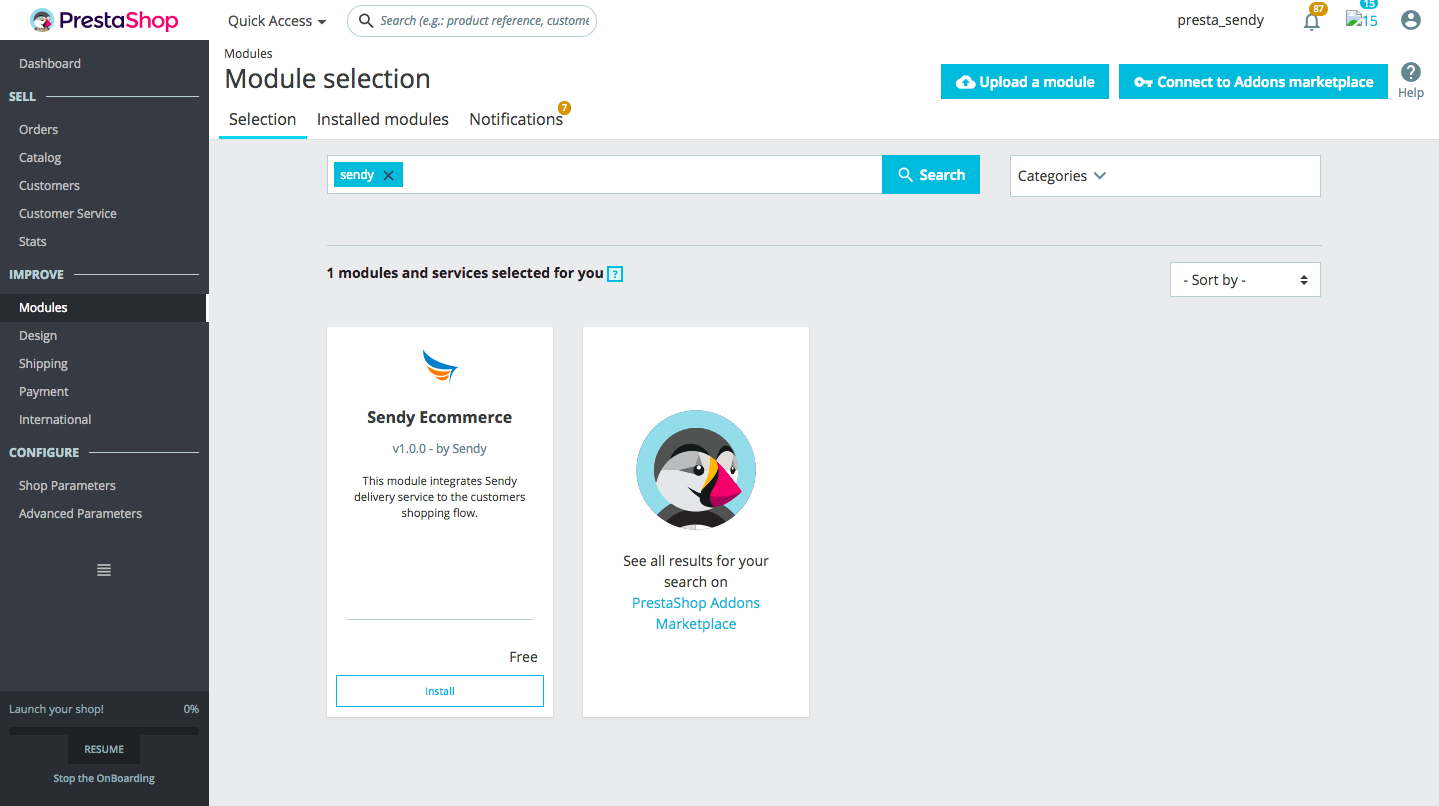 PrestaShop
Quick Access
Search (e.g.: product reference, custome
presta_sendy
87
15
15
Dashboard
SELL
Orders
Catalog
Customers
Customer Service
Stats
IMPROVE
Modules
Design
Shipping
Payment
International
CONFIGURE
Shop Parameters
Advanced Parameters
Launch your shop! 0%
RESUME
Stop the OnBoarding
Modules
Module selection
Upload a module
Connect to Addons marketplace
?
Help
Selection
Installed modules
Notifications
7
sendy
Search
Categories
1 modules and services selected for you ?
- Sort by -
Sendy Ecommerce
v1.0.0 - by Sendy
This module integrates Sendy
delivery service to the customers
shopping flow.
Free
Install
See all results for your
search on
PrestaShop Addons
Marketplace